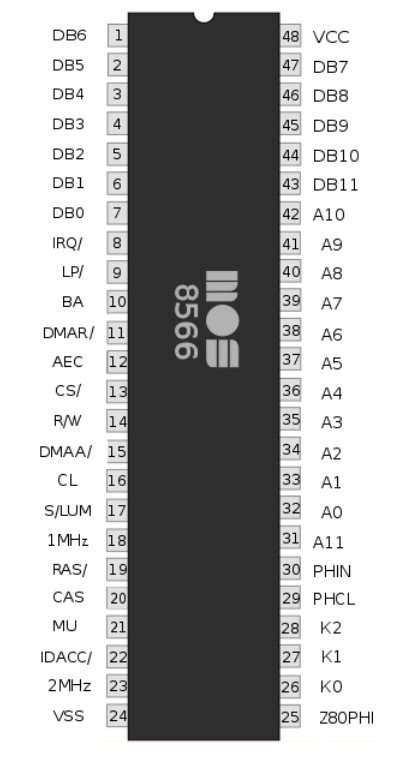 DB6 1 48 VCC
DB5 2 47 DB7
DB4 3 46 DB8
DB3 4 45 DB9
DB2 5 44 DB10
DB1 6 43 DB11
DB0 7 42 A10
IRQ/ 8 41 A9
LP/ 9 40 A8
BA 10 39 A7
DMAR/ 11 38 A6
AEC 12 37 A5
CS/ 13 36 A4
R/W 14 35 A3
DMAA/ 15 34 A2
CL 16 33 A1
S/LUM 17 32 A0
1MHz 18 31 A11
RAS/ 19 30 PHIN
CAS 20 29 PHCL
MU 21 28 K2
IDACC/ 22 27 K1
2MHz 23 26 K0
VSS 24 25 Z80PHI
mos
8566